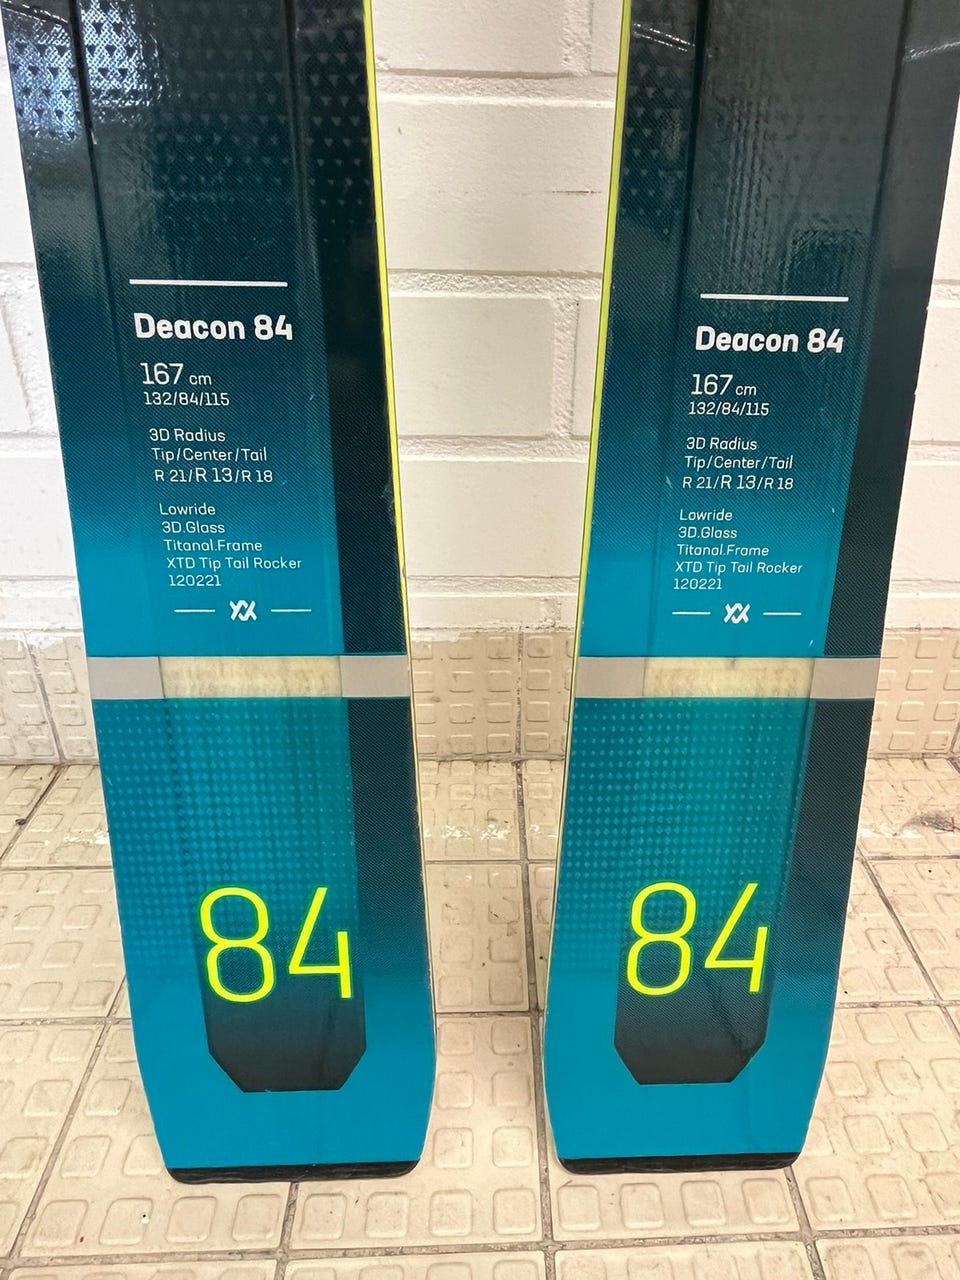 Deacon 84
167 cm
132/84/115
3D Radius
Tip/Center/Tail
R 21/R 13/R 18
Lowride
3D.Glass
Titanal.Frame
XTD Tip Tail Rocker
120221
84
Deacon 84
167 cm
132/84/115
3D Radius
Tip/Center/Tail
R 21/R 13/R 18
Lowride
3D.Glass
Titanal.Frame
XTD Tip Tail Rocker
120221
84